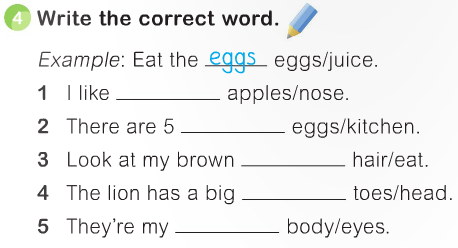 4 Write the correct word.
Example: Eat the eggs eggs/juice.
1 I like __________ apples/nose.
2 There are 5 __________ eggs/kitchen.
3 Look at my brown __________ hair/eat.
4 The lion has a big __________ toes/head.
5 They're my __________ body/eyes.